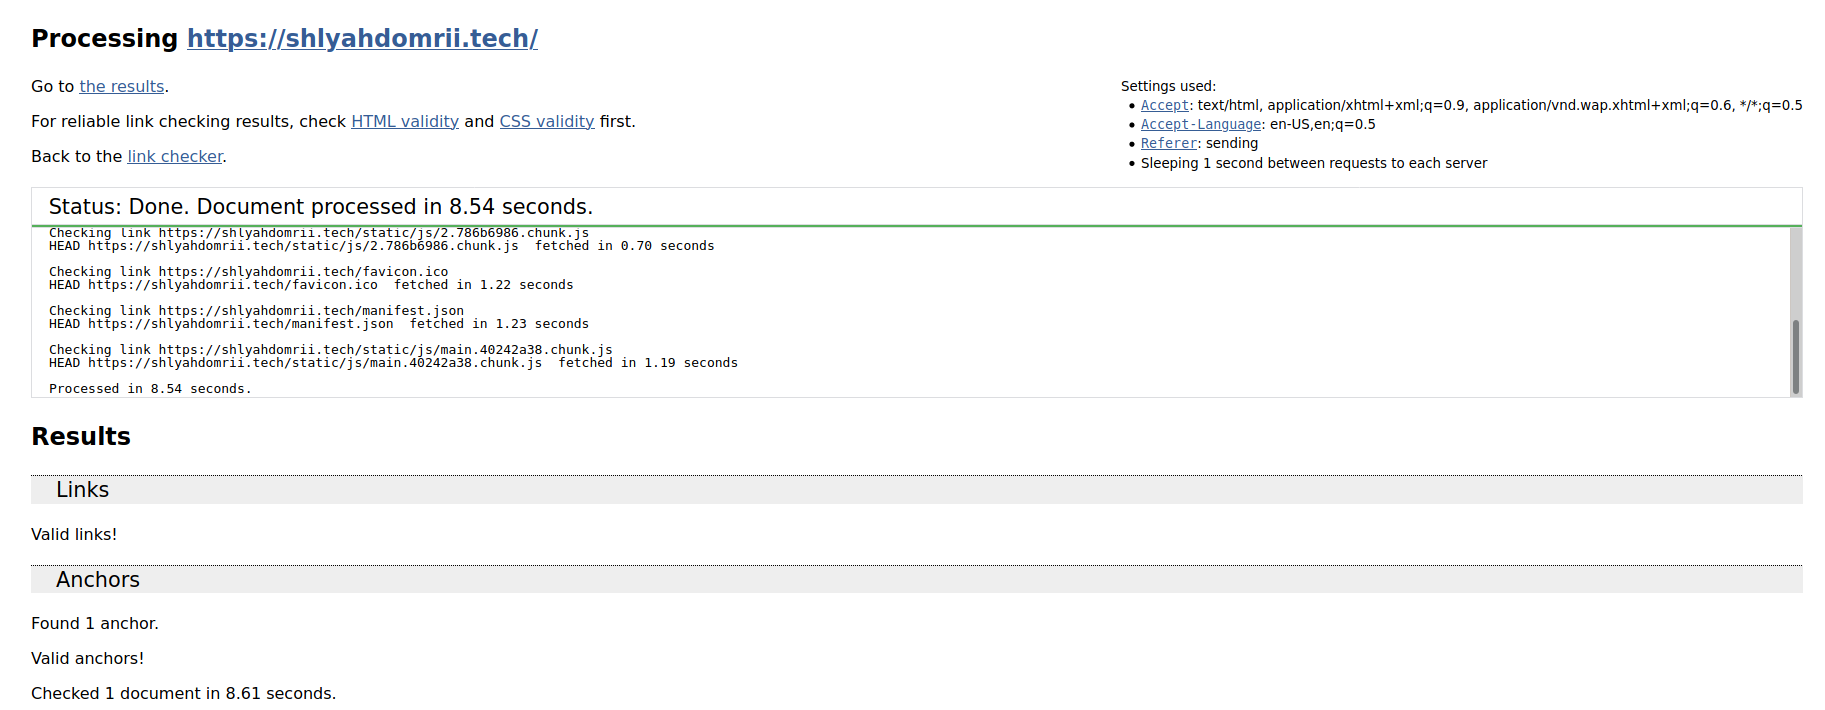 Processing https://shlyahdomrii.tech/
Go to the results.
For reliable link checking results, check HTML validity and CSS validity first.
Back to the link checker.
Settings used:
• Accept: text/html, application/xhtml+xml;q=0.9, application/vnd.wap.xhtml+xml;q=0.6, */*;q=0.5
• Accept-Language: en-US,en;q=0.5
• Referer: sending
• Sleeping 1 second between requests to each server
Status: Done. Document processed in 8.54 seconds.
Checking link https://shlyahdomrii.tech/static/js/2.786b6986.chunk.js
HEAD https://shlyahdomrii.tech/static/js/2.786b6986.chunk.js  fetched in 0.70 seconds
Checking link https://shlyahdomrii.tech/favicon.ico
HEAD https://shlyahdomrii.tech/favicon.ico  fetched in 1.22 seconds
Checking link https://shlyahdomrii.tech/manifest.json
HEAD https://shlyahdomrii.tech/manifest.json  fetched in 1.23 seconds
Checking link https://shlyahdomrii.tech/static/js/main.40242a38.chunk.js
HEAD https://shlyahdomrii.tech/static/js/main.40242a38.chunk.js  fetched in 1.19 seconds
Processed in 8.54 seconds.
Results
Links
Valid links!
Anchors
Found 1 anchor.
Valid anchors!
Checked 1 document in 8.61 seconds.